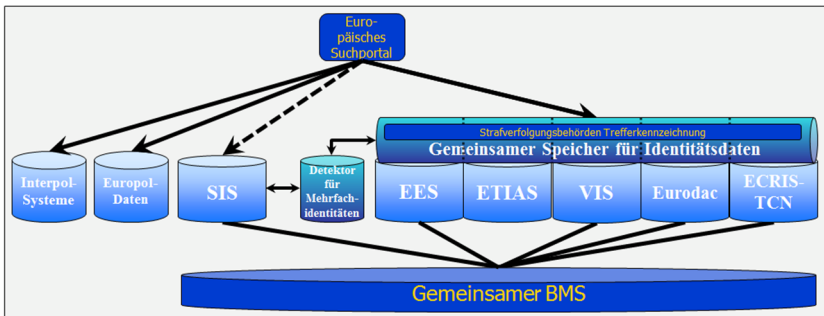 Euro-
päisches
Suchportal
Strafverfolgungsbehörden Trefferkennzeichnung
Gemeinsamer Speicher für Identitätsdaten
Interpol-
Systeme
Europol-
Daten
SIS
Detektor
für
Mehrfach-
identitäten
EES
ETIAS
VIS
Eurodac
ECRIS-
TCN
Gemeinsamer BMS